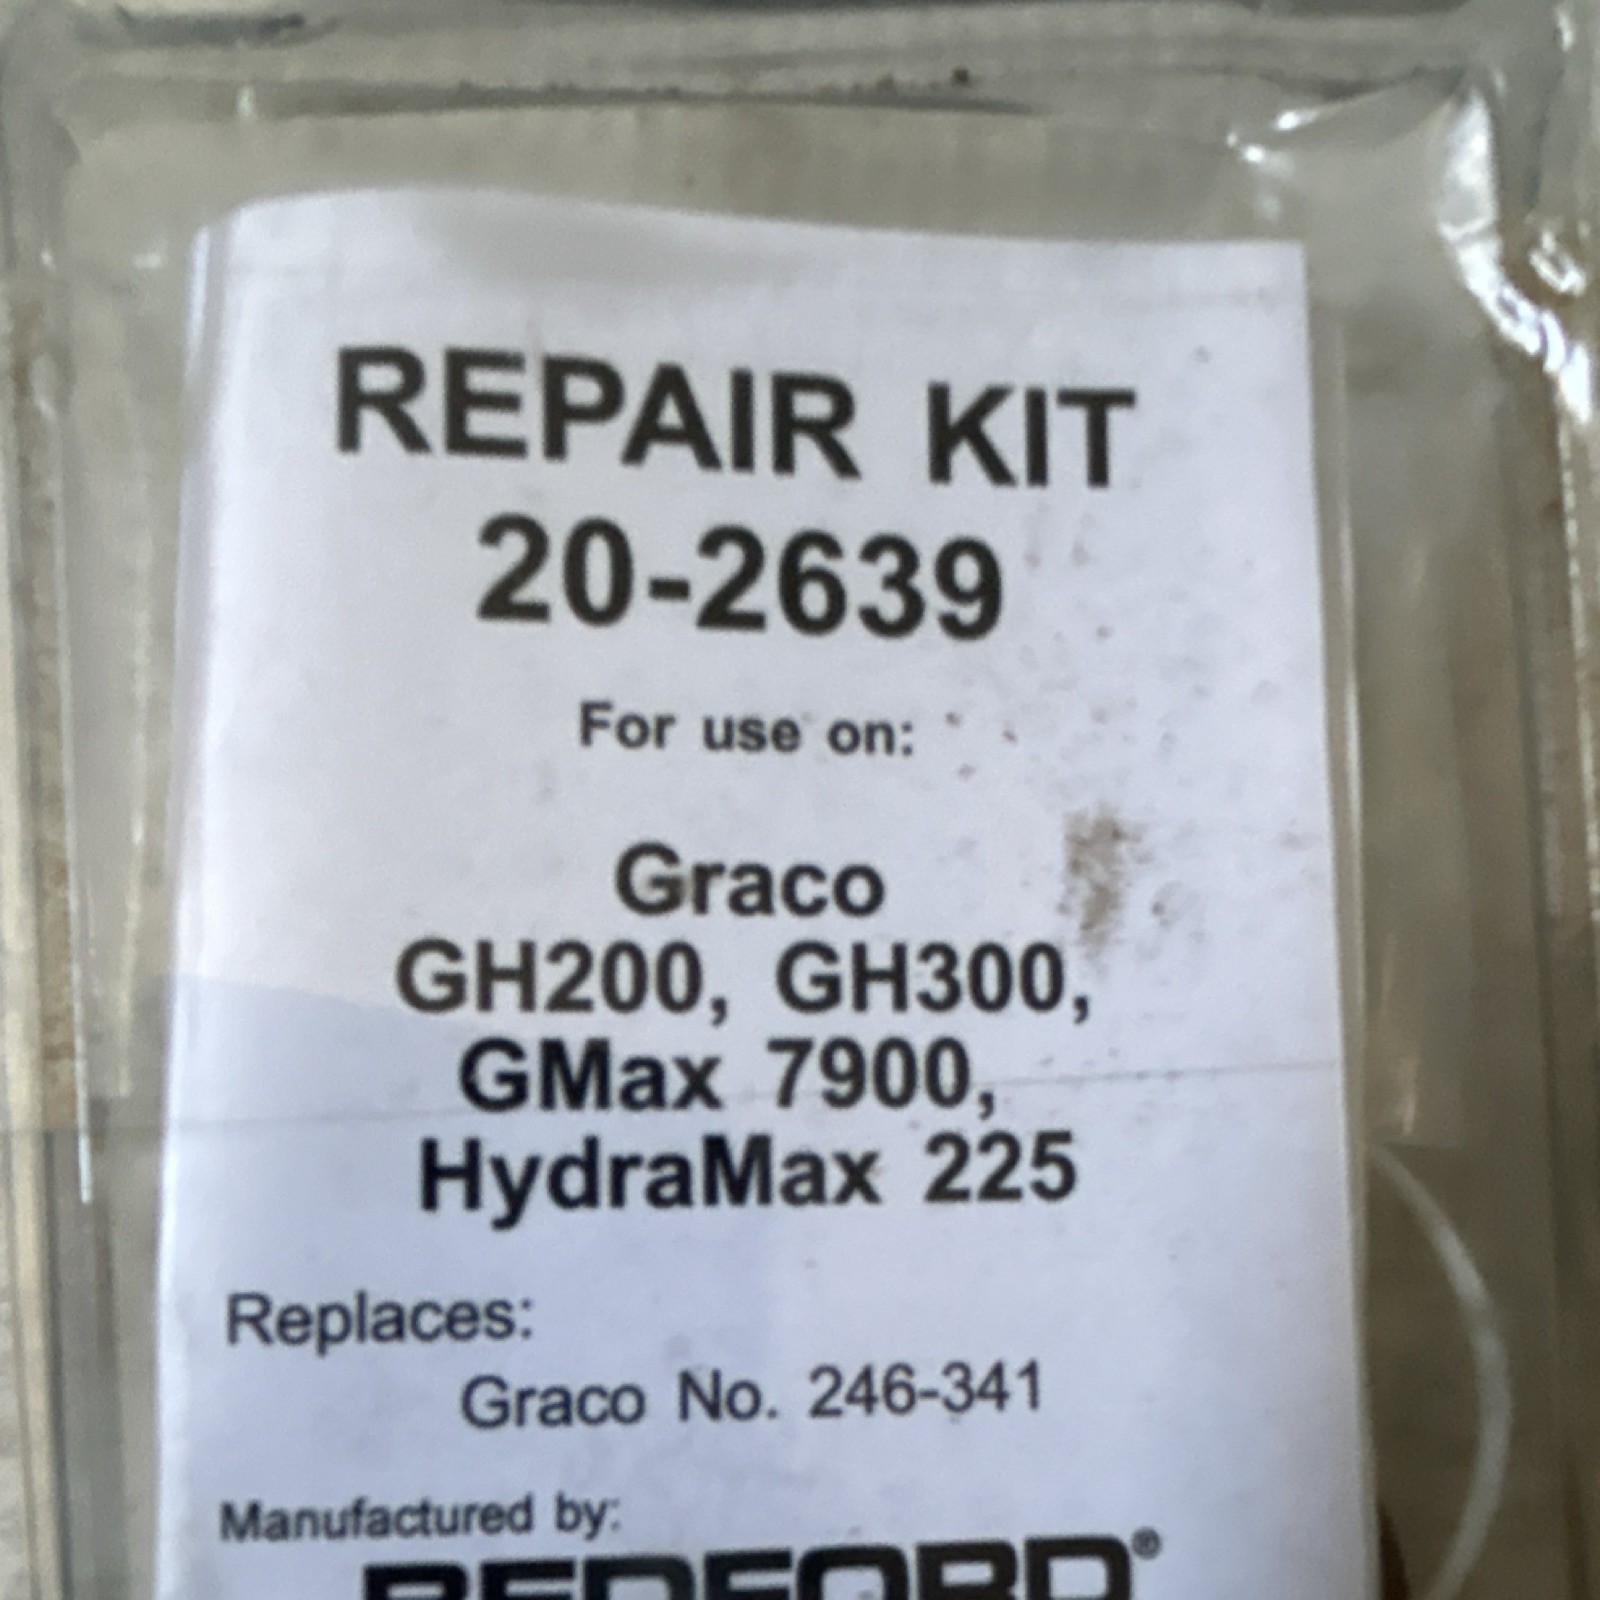 REPAIR KIT
20-2639
For use on:
Graco
GH200, GH300,
GMax 7900,
HydraMax 225
Replaces:
Graco No. 246-341
Manufactured by:
BEDFORD®